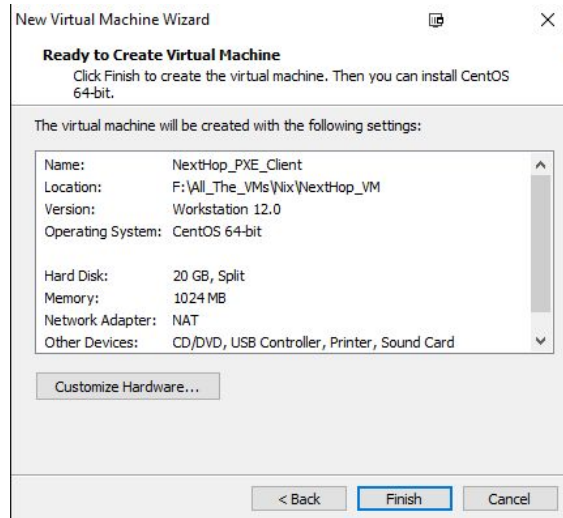 New Virtual Machine Wizard
Ready to Create Virtual Machine
Click Finish to create the virtual machine. Then you can install CentOS
64-bit.
The virtual machine will be created with the following settings:
Name: NextHop_PXE_Client
Location: F:\All_The_VMs\Nix\NextHop_VM
Version: Workstation 12.0
Operating System: CentOS 64-bit
Hard Disk: 20 GB, Split
Memory: 1024 MB
Network Adapter: NAT
Other Devices: CD/DVD, USB Controller, Printer, Sound Card
Customize Hardware...
< Back Finish Cancel